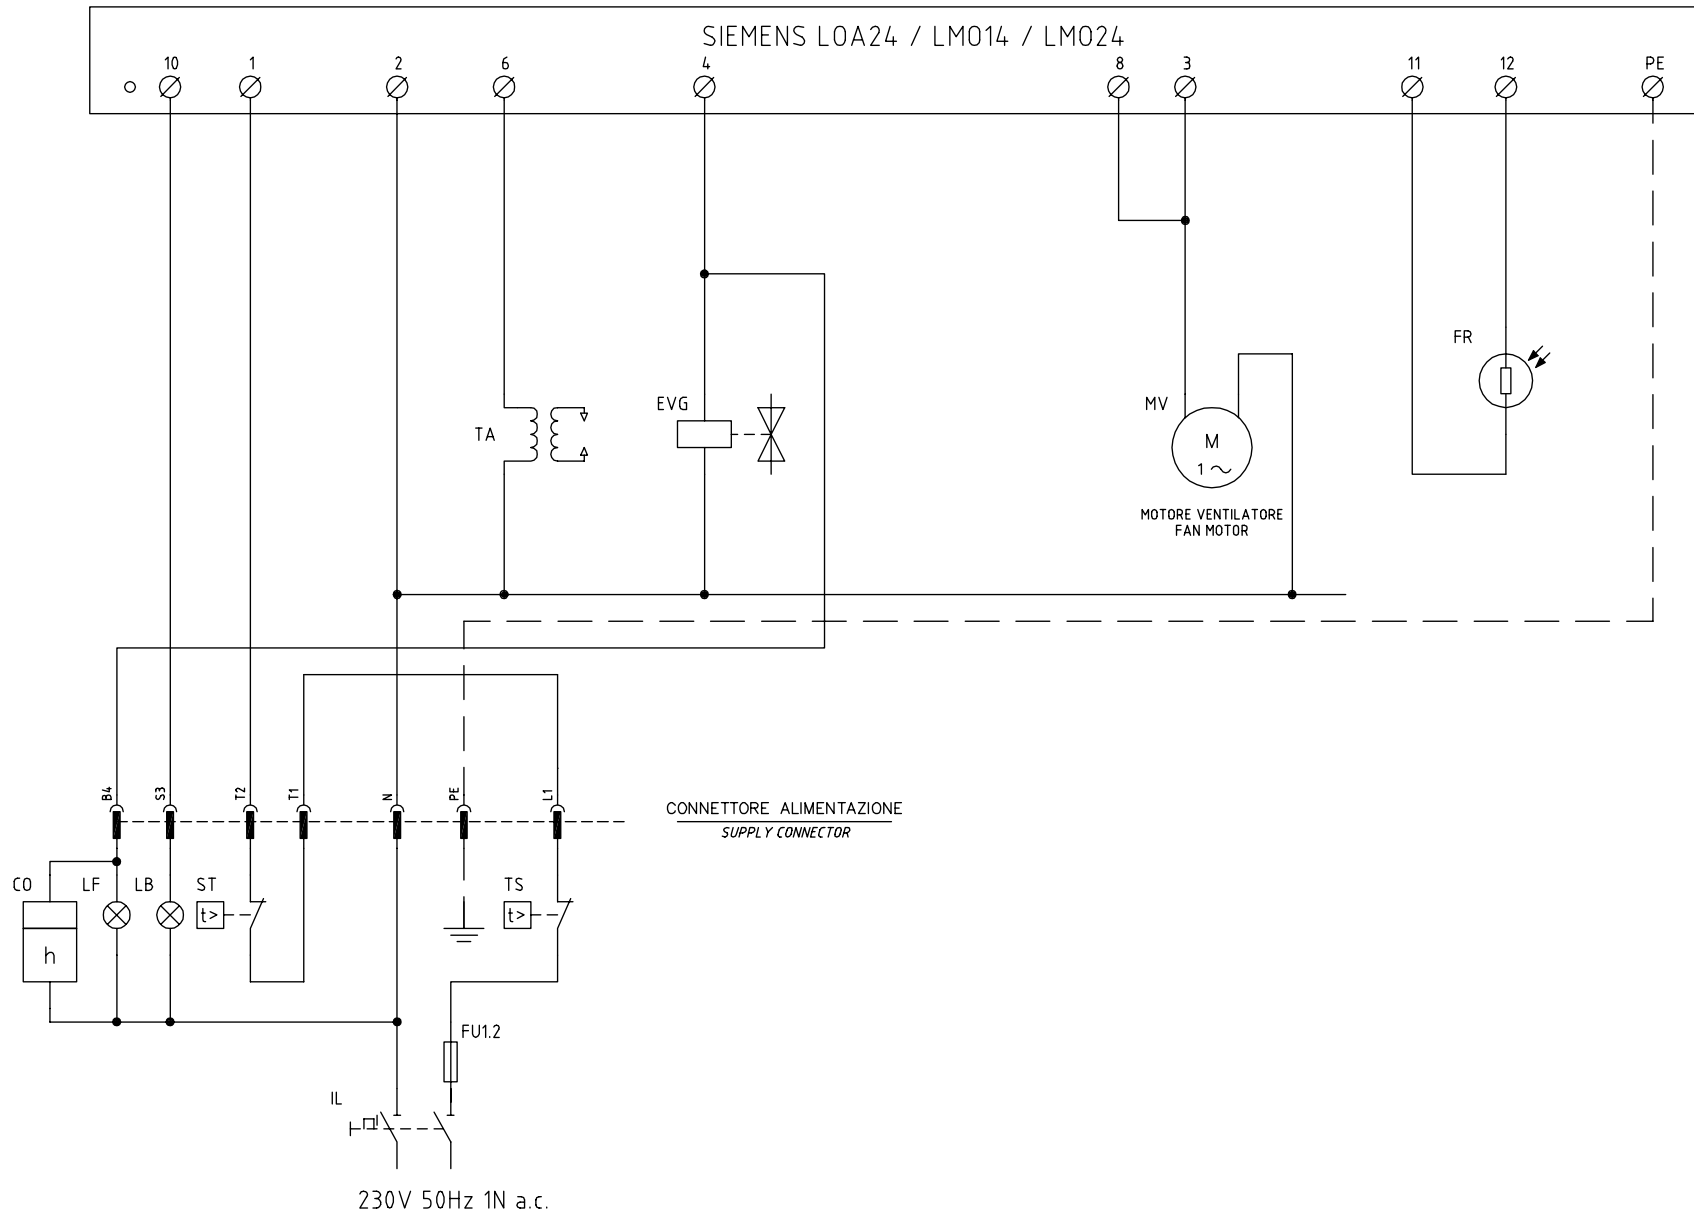 SIEMENS LOA24 / LMO14 / LMO24
10 1 2 6 4 8 3 11 12 PE
FR
EVG
MV
TA
M
1 ~
MOTORE VENTILATORE
FAN MOTOR
B4 S3 T2 T1 N PE L1
CONNETTORE ALIMENTAZIONE
SUPPLY CONNECTOR
CO LF LB ST TS
t> t>
h
FU1.2
IL
230V 50Hz 1N a.c.